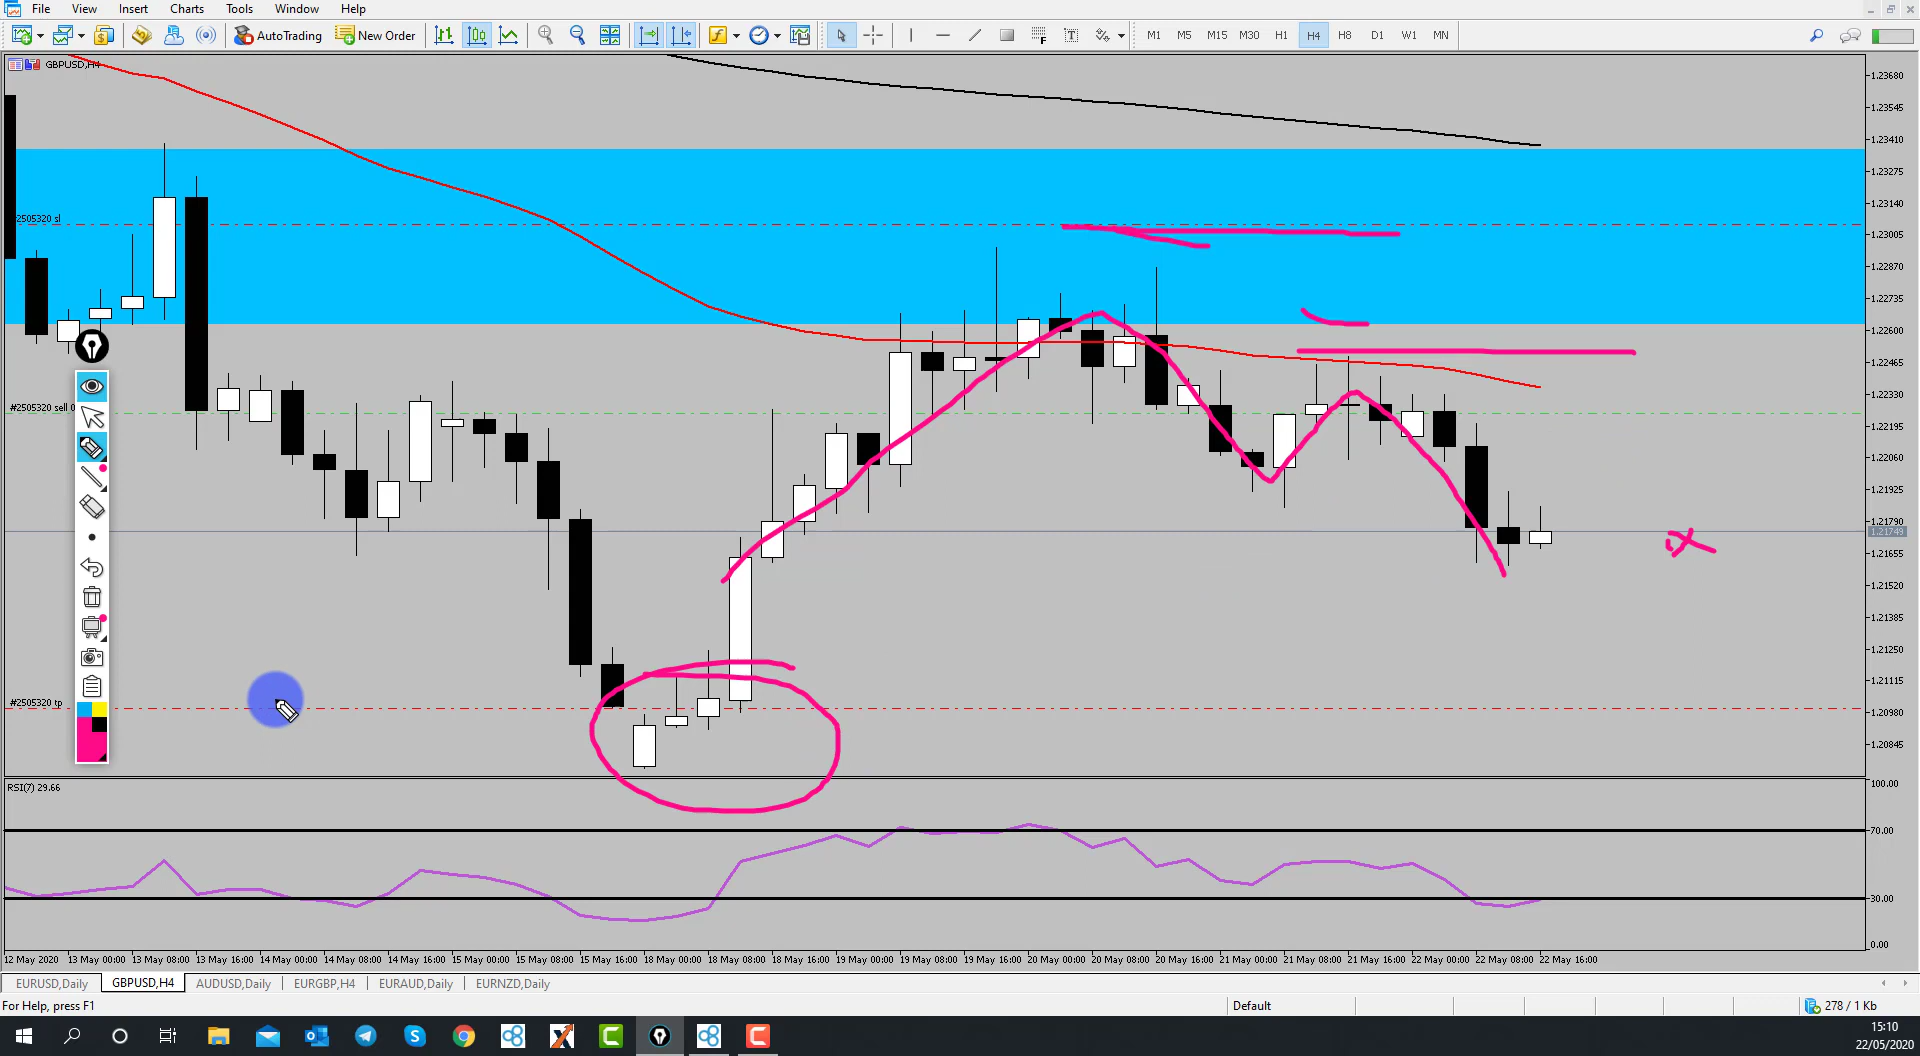 File View Insert Charts Tools Window Help
AutoTrading New Order M1 M5 M15 M30 H1 H4 H8 D1 W1 MN
GBPUSD,H4
1.23680
1.23545
1.23410
1.23275
1.23140
1.23005
1.22870
1.22735
1.22600
1.22465
1.22330
1.22195
1.22060
1.21925
1.21790
1.21749
1.21655
1.21520
1.21385
1.21250
1.21115
1.20980
1.20845
#2505320 sl
#2505320 sell 0
#2505320 tp
RSI(7) 29.66
100.00
70.00
30.00
0.00
12 May 2020 13 May 00:00 13 May 08:00 13 May 16:00 14 May 00:00 14 May 08:00 14 May 16:00 15 May 00:00 15 May 08:00 15 May 16:00 18 May 00:00 18 May 08:00 18 May 16:00 19 May 00:00 19 May 08:00 19 May 16:00 20 May 00:00 20 May 08:00 20 May 16:00 21 May 00:00 21 May 08:00 21 May 16:00 22 May 00:00 22 May 08:00 22 May 16:00
EURUSD,Daily GBPUSD,H4 AUDUSD,Daily EURGBP,H4 EURAUD,Daily EURNZD,Daily
For Help, press F1 Default 278 / 1 Kb
15:10
22/05/2020